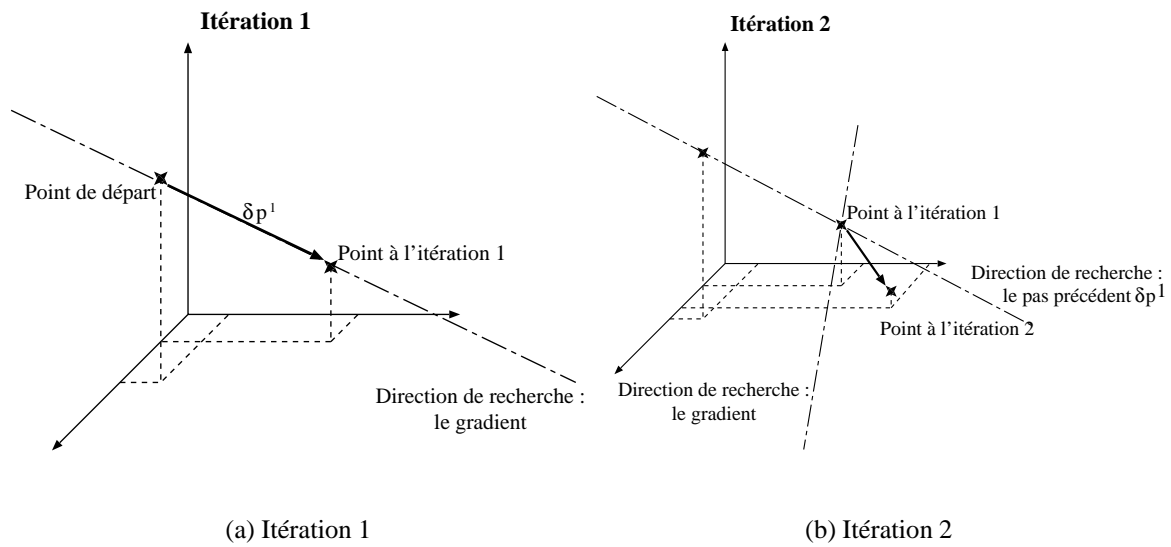 Itération 1
Point de départ
δp¹
Point à l'itération 1
Direction de recherche :
le gradient
(a) Itération 1
Itération 2
Point à l'itération 1
Direction de recherche :
le pas précédent δp¹
Point à l'itération 2
Direction de recherche :
le gradient
(b) Itération 2